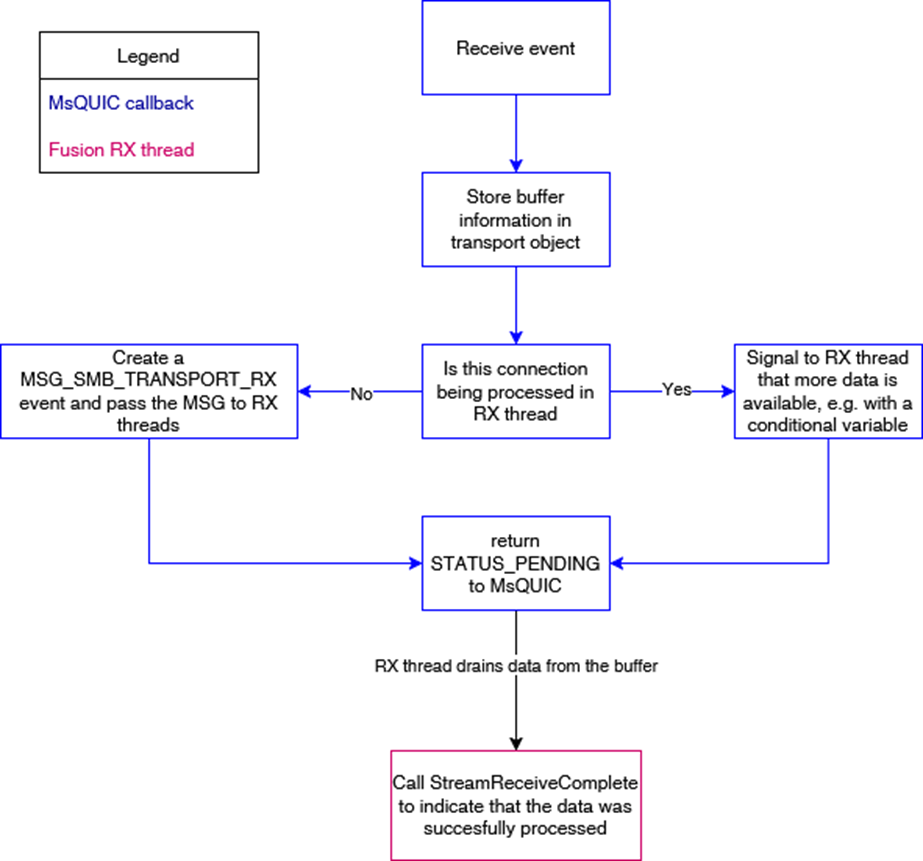 Legend
MsQUIC callback
Fusion RX thread
Receive event
Store buffer
information in
transport object
Is this connection
being processed in
RX thread
No
Yes
Create a
MSG_SMB_TRANSPORT_RX
event and pass the MSG to RX
threads
Signal to RX thread
that more data is
available, e.g. with a
conditional variable
return
STATUS_PENDING
to MsQUIC
RX thread drains data from the buffer
Call StreamReceiveComplete
to indicate that the data was
succesfully processed